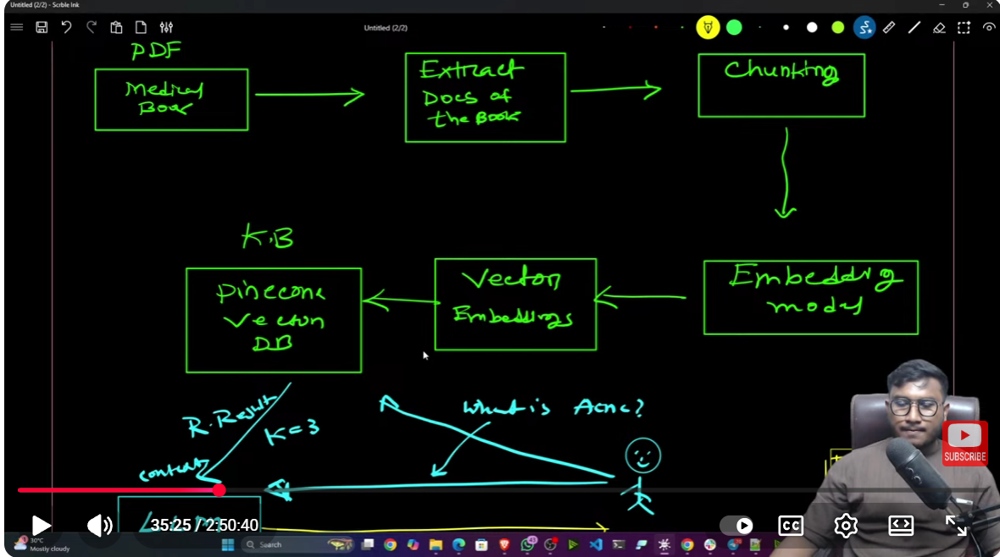 Untitled (2/2) - Scrble Ink
Untitled (2/2)
PDF
Medical
Book
Extract
Docs of
the Book
Chunking
K.B
Pinecone
Vector
DB
Vector
Embeddings
Embedding
model
R. Result
K=3
What is Acne?
context
LLM
SUBSCRIBE
35:25 / 2:50:40
CC
30°C
Mostly cloudy
Search